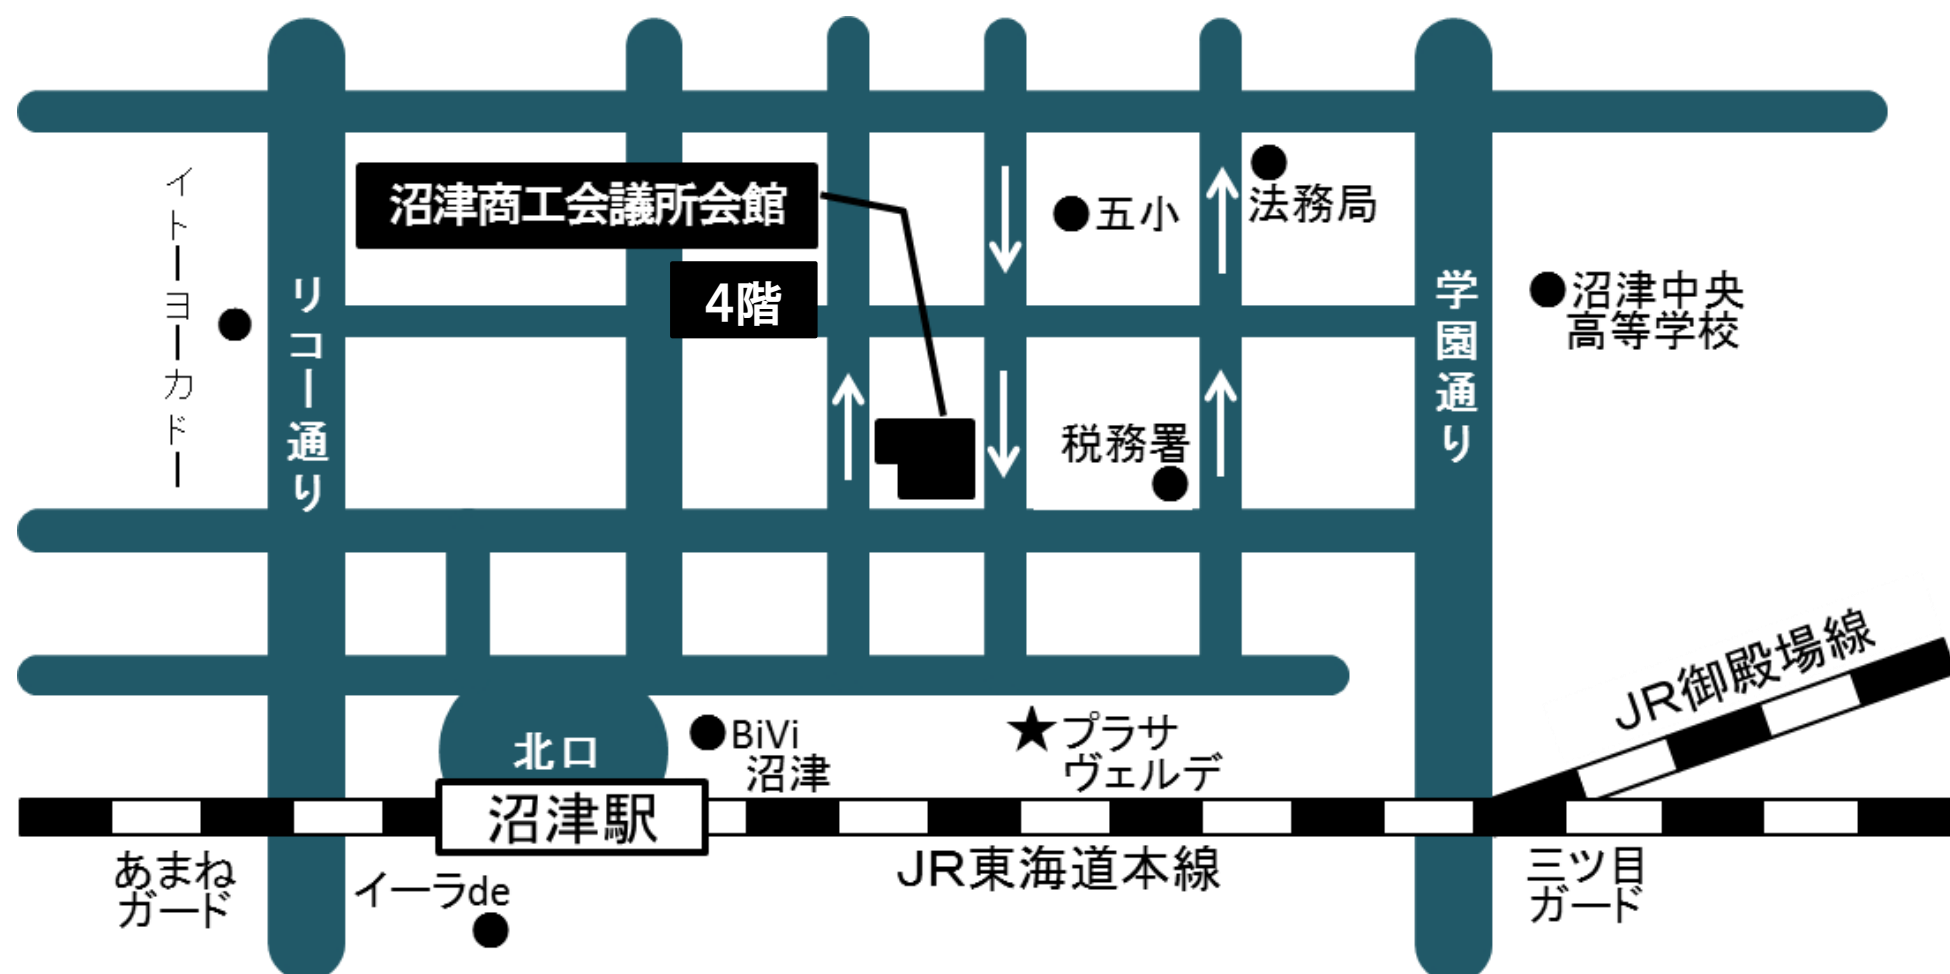 イトーヨーカドー
リコー通り
沼津商工会議所会館
4階
五小
法務局
学園通り
沼津中央
高等学校
税務署
北口
BiVi
沼津
プラサ
ヴェルデ
JR御殿場線
沼津駅
あまね
ガード
イーラde
JR東海道本線
三ツ目
ガード